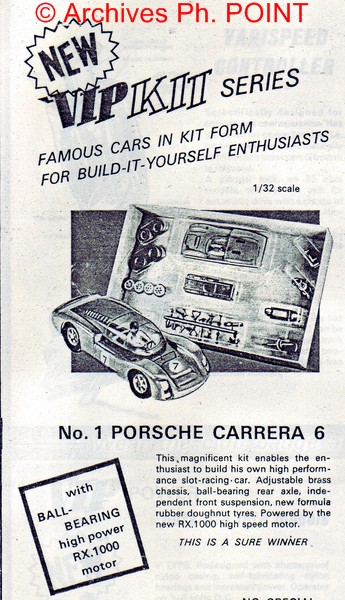 © Archives Ph. POINT
NEW
VIP KIT SERIES
FAMOUS CARS IN KIT FORM
FOR BUILD-IT-YOURSELF ENTHUSIASTS
1/32 scale
7
7
No. 1 PORSCHE CARRERA 6
This magnificent kit enables the en-
thusiast to build his own high perform-
ance slot-racing car. Adjustable brass
chassis, ball-bearing rear axle, inde-
pendent front suspension, new formula
rubber doughnut tyres. Powered by the
new RX.1000 high speed motor.
THIS IS A SURE WINNER
with
BALL-
BEARING
high power
RX.1000
motor